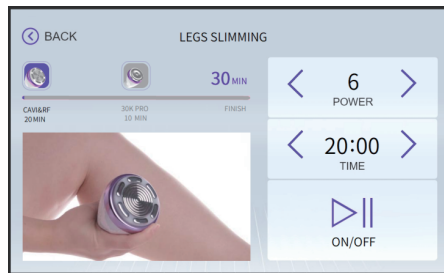 BACK
LEGS SLIMMING
30 MIN
CAVI&RF
20 MIN
30K PRO
10 MIN
FINISH
6
POWER
20:00
TIME
ON/OFF